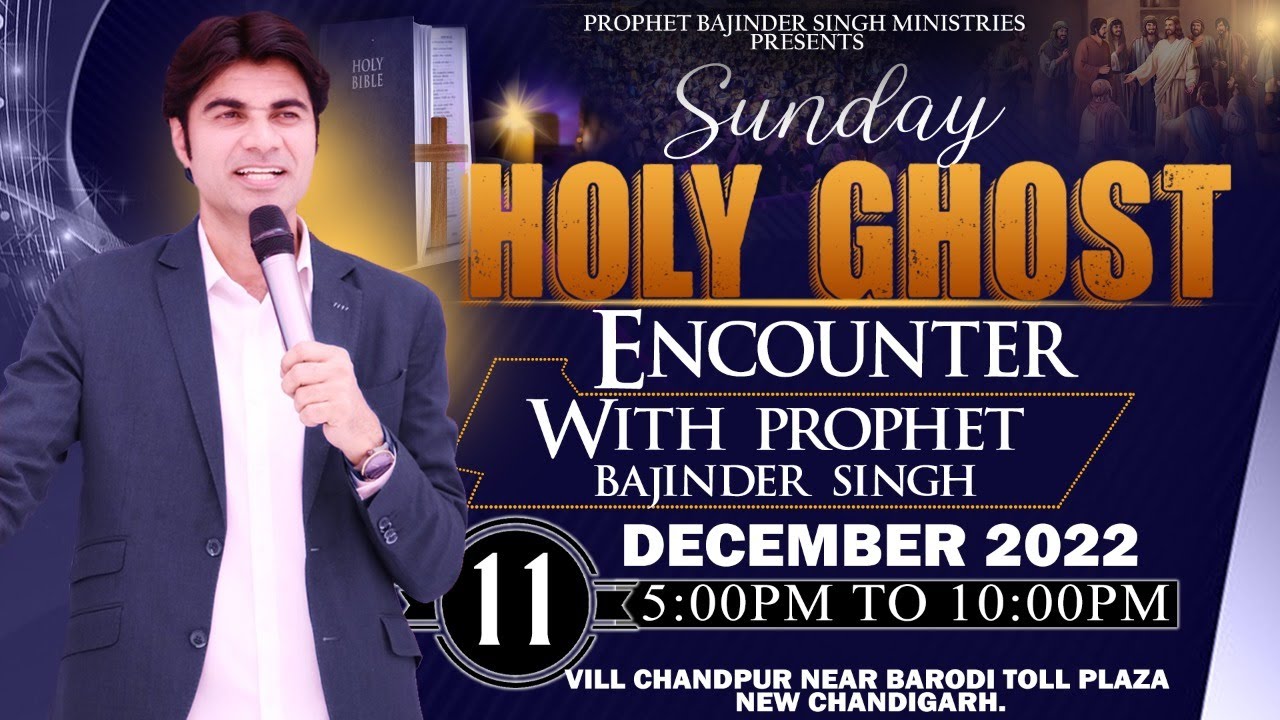 PROPHET BAJINDER SINGH MINISTRIES
PRESENTS
HOLY
BIBLE
Sunday
HOLY GHOST
ENCOUNTER
WITH PROPHET
BAJINDER SINGH
11
DECEMBER 2022
5:00PM TO 10:00PM
VILL CHANDPUR NEAR BARODI TOLL PLAZA
NEW CHANDIGARH.